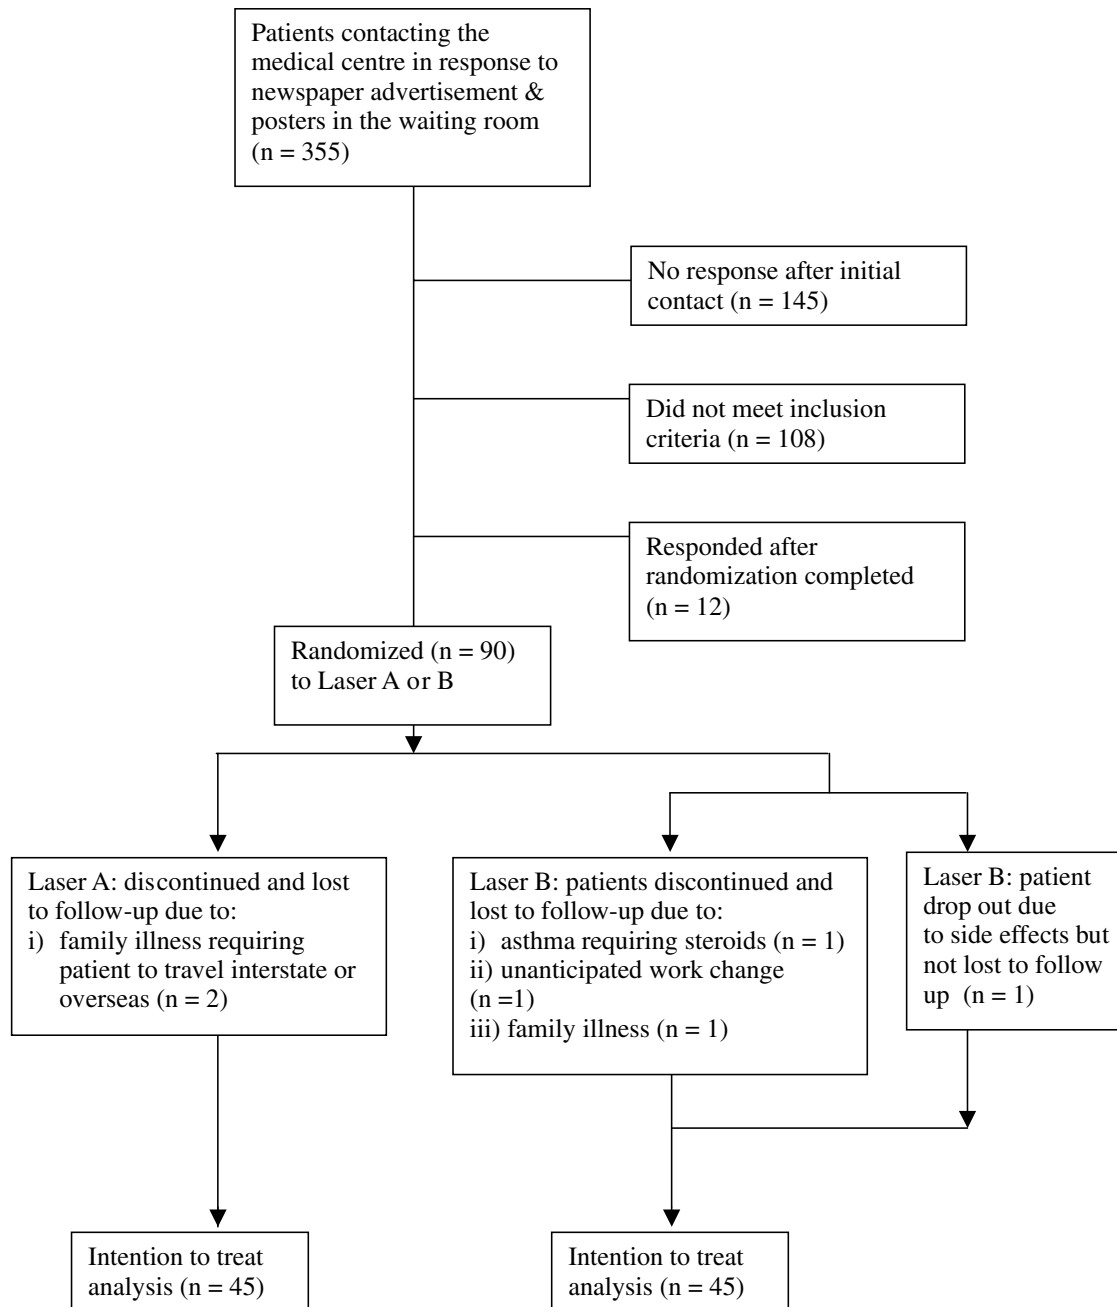 Patients contacting the
medical centre in response to
newspaper advertisement &
posters in the waiting room
(n = 355)
No response after initial
contact (n = 145)
Did not meet inclusion
criteria (n = 108)
Responded after
randomization completed
(n = 12)
Randomized (n = 90)
to Laser A or B
Laser A: discontinued and lost
to follow-up due to:
i) family illness requiring
patient to travel interstate or
overseas (n = 2)
Laser B: patients discontinued and
lost to follow-up due to:
i) asthma requiring steroids (n = 1)
ii) unanticipated work change
(n =1)
iii) family illness (n = 1)
Laser B: patient
drop out due
to side effects but
not lost to follow
up (n = 1)
Intention to treat
analysis (n = 45)
Intention to treat
analysis (n = 45)